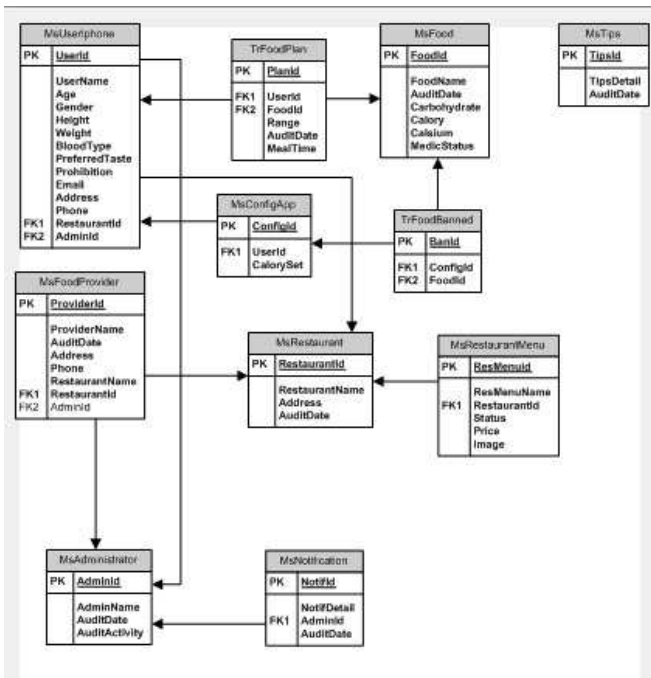 MsUserIphone
PK UserId
UserName
Age
Gender
Height
Weight
BloodType
PreferredTaste
Prohibition
Email
Address
Phone
FK1 RestaurantId
FK2 AdminId
TrFoodPlan
PK PlanId
FK1 UserId
FK2 FoodId
Range
AuditDate
MealTime
MsFood
PK FoodId
FoodName
AuditDate
Carbohydrate
Calory
Calsium
MedicStatus
MsTips
PK TipsId
TipsDetail
AuditDate
MsConfigApp
PK ConfigId
FK1 UserId
CalorySet
TrFoodBanned
PK BanId
FK1 ConfigId
FK2 FoodId
MsFoodProvider
PK ProviderId
ProviderName
AuditDate
Address
Phone
RestaurantName
FK1 RestaurantId
FK2 AdminId
MsRestaurant
PK RestaurantId
RestaurantName
Address
AuditDate
MsRestaurantMenu
PK ResMenuId
ResMenuName
FK1 RestaurantId
Status
Price
Image
MsAdministrator
PK AdminId
AdminName
AuditDate
AuditActivity
MsNotification
PK NotifId
NotifDetail
FK1 AdminId
AuditDate